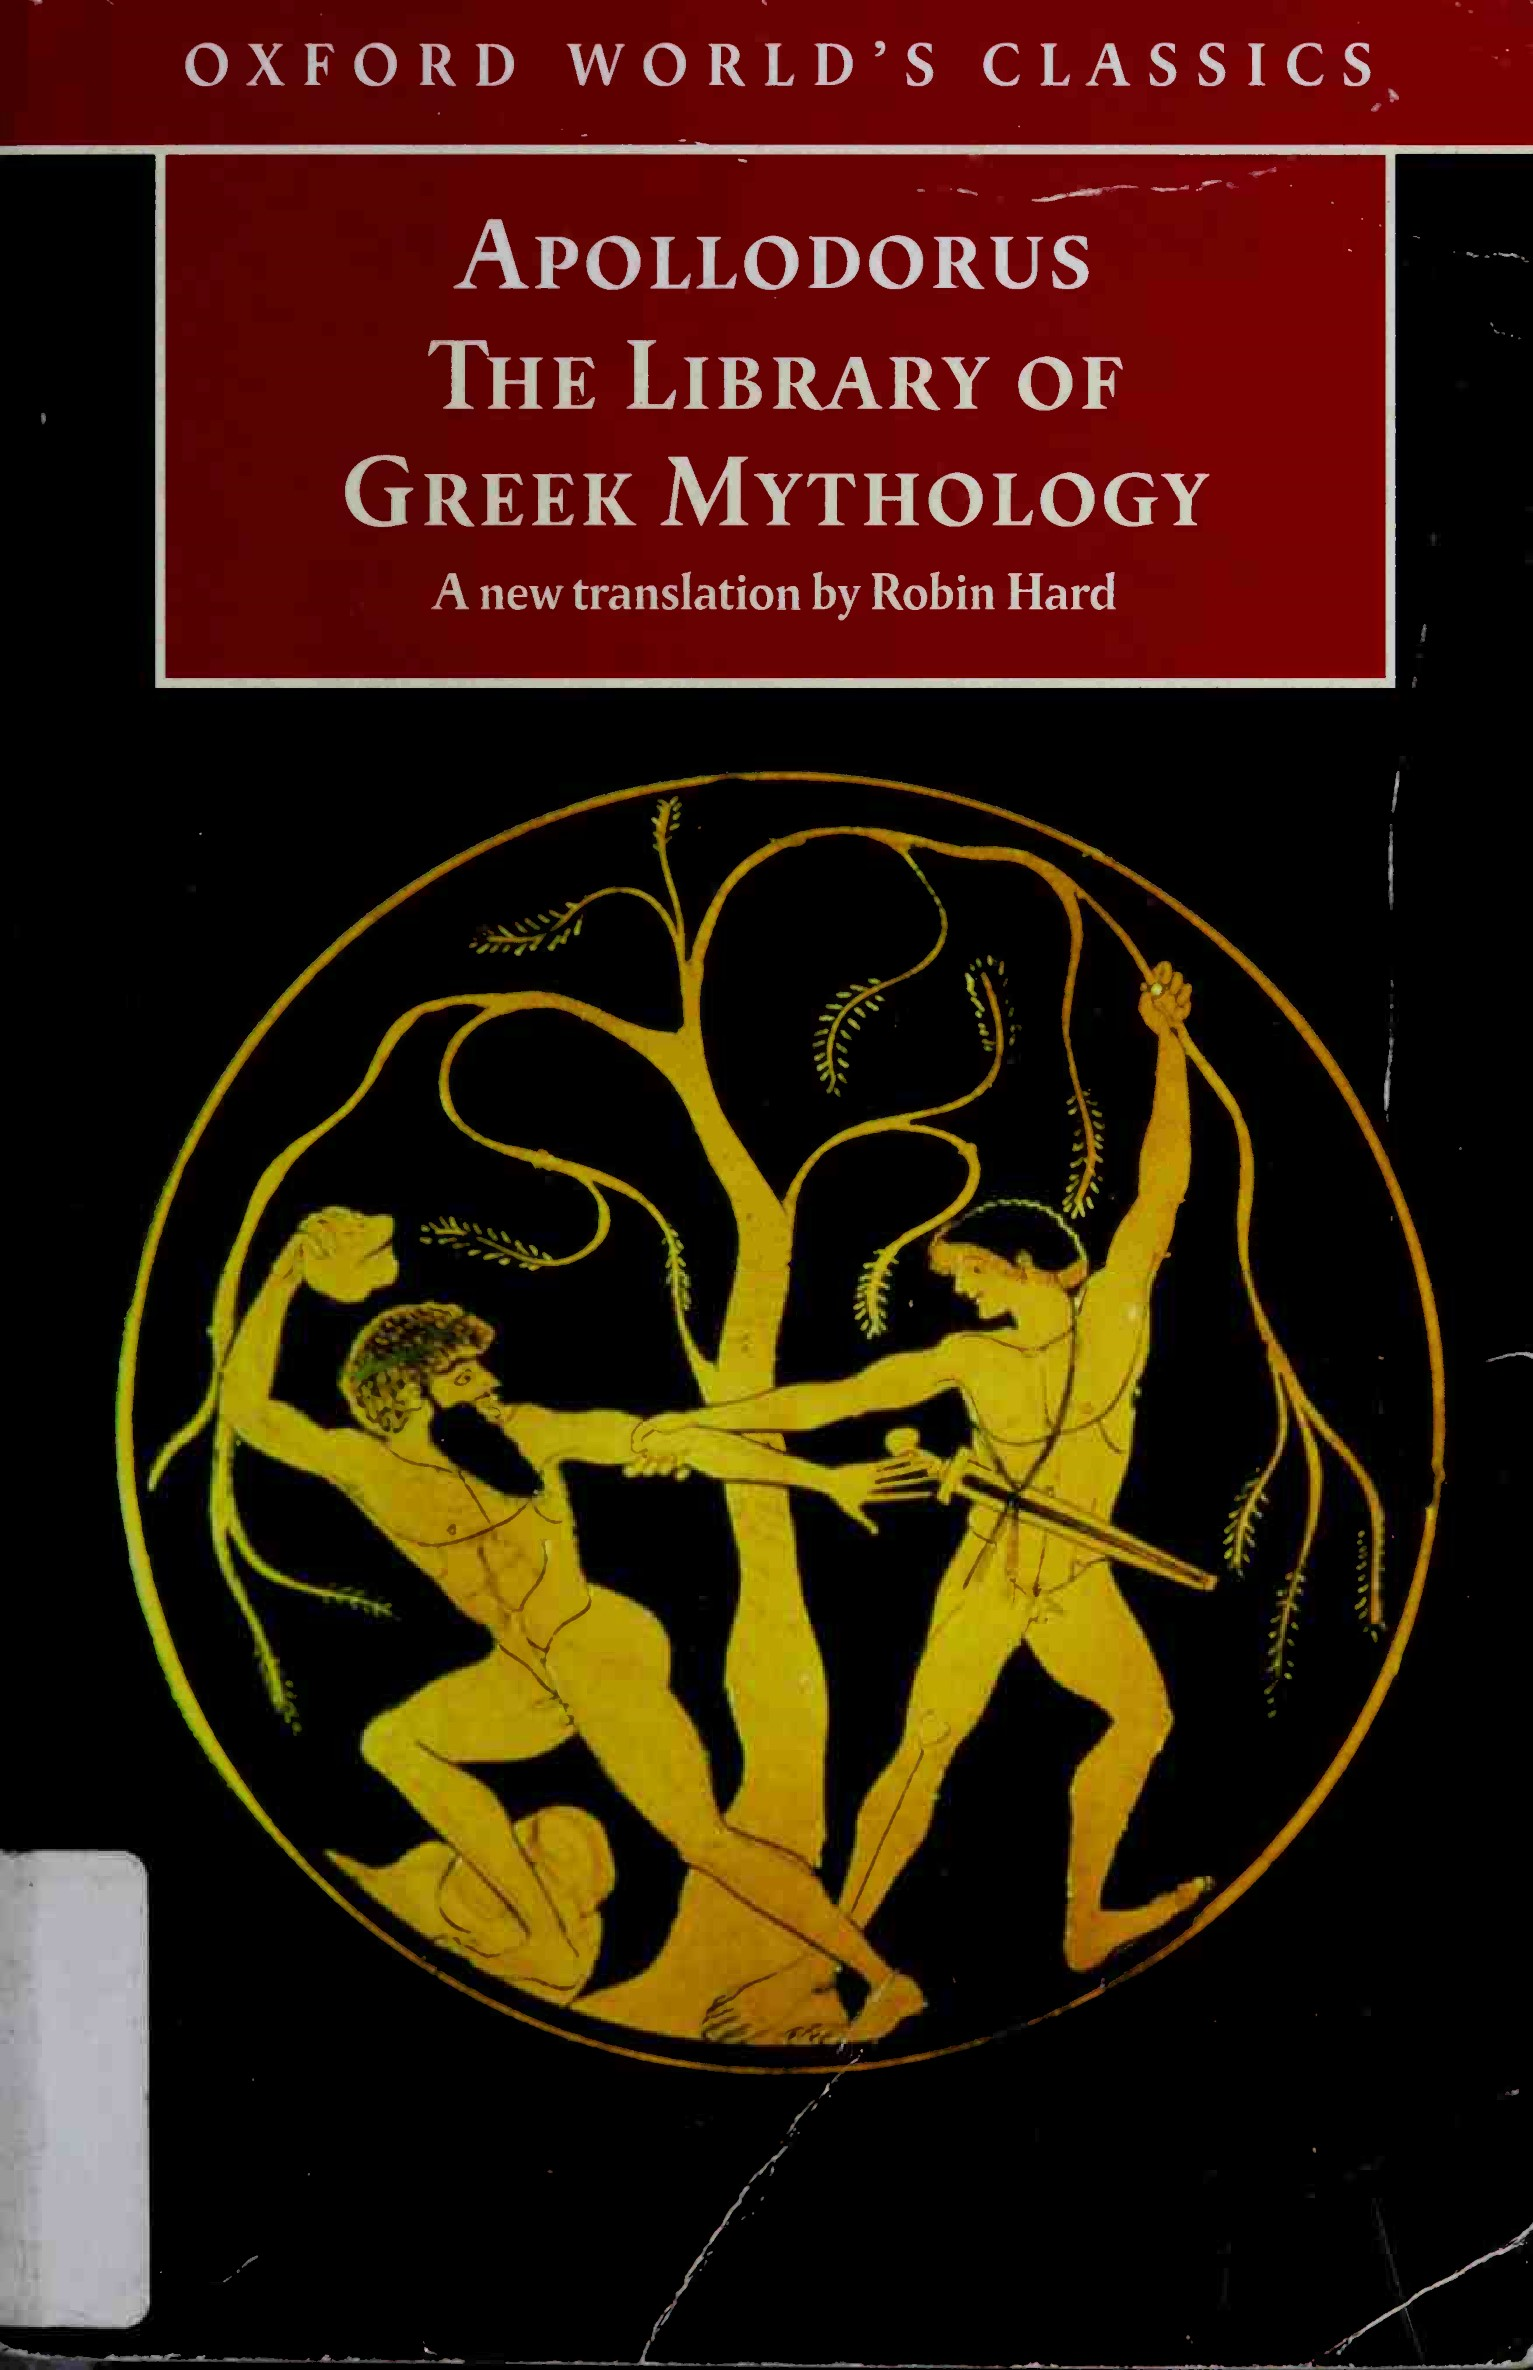 OXFORD WORLD'S CLASSICS
APOLLODORUS
THE LIBRARY OF
GREEK MYTHOLOGY
A new translation by Robin Hard